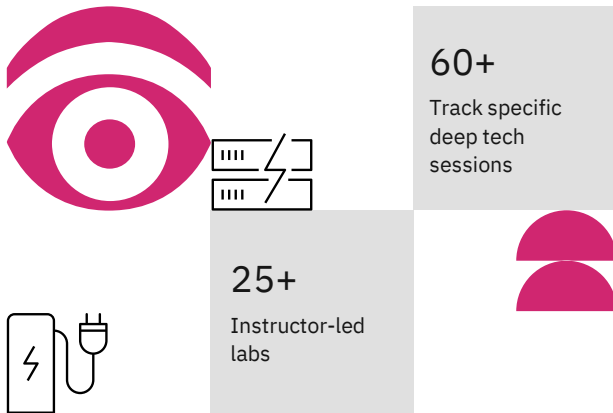 60+
Track specific
deep tech
sessions
25+
Instructor-led
labs